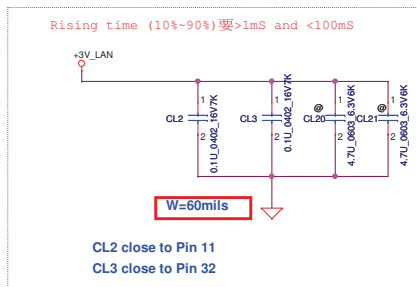 Rising time (10%~90%)要>1mS and <100mS
+3V_LAN
1
1
1
1
@
@
CL2
CL3
CL20
CL21
0.1U_0402_16V7K
0.1U_0402_16V7K
4.7U_0603_6.3V6K
4.7U_0603_6.3V6K
2
2
2
2
W=60mils
CL2 close to Pin 11
CL3 close to Pin 32